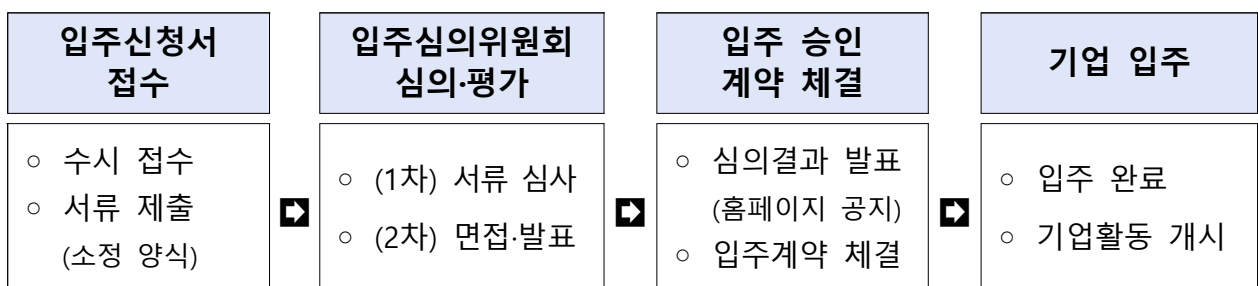 입주신청서
접수
○ 수시 접수
○ 서류 제출
(소정 양식)
입주심의위원회
심의·평가
○ (1차) 서류 심사
○ (2차) 면접·발표
입주 승인
계약 체결
○ 심의결과 발표
(홈페이지 공지)
○ 입주계약 체결
기업 입주
○ 입주 완료
○ 기업활동 개시